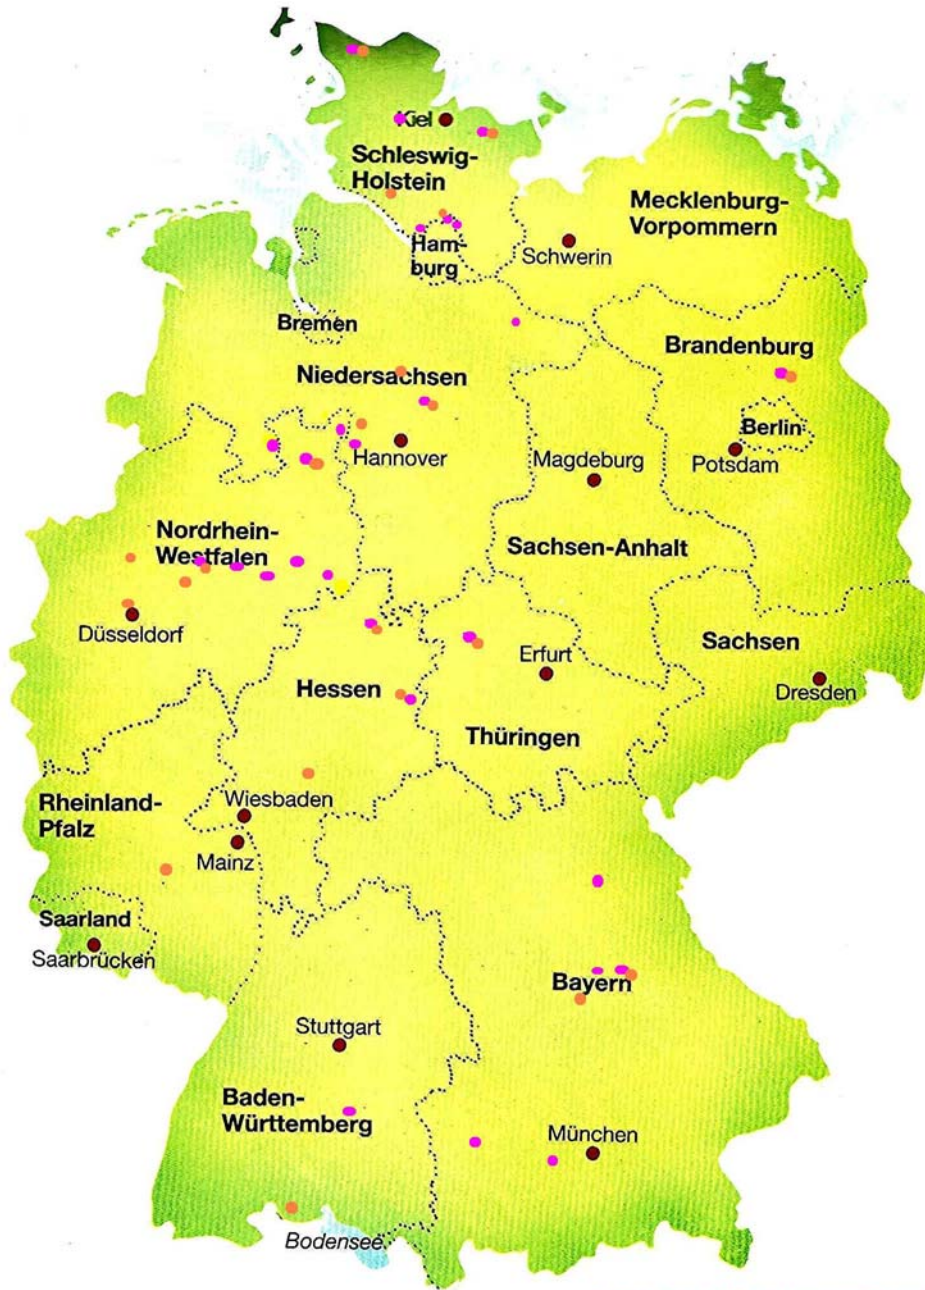 Kiel
Schleswig-
Holstein
Mecklenburg-
Vorpommern
Ham-
burg
Schwerin
Bremen
Brandenburg
Niedersachsen
Berlin
Hannover
Magdeburg
Potsdam
Nordrhein-
Westfalen
Sachsen-Anhalt
Düsseldorf
Sachsen
Erfurt
Hessen
Dresden
Thüringen
Rheinland-
Pfalz
Wiesbaden
Mainz
Saarland
Saarbrücken
Bayern
Stuttgart
Baden-
Württemberg
München
Bodensee